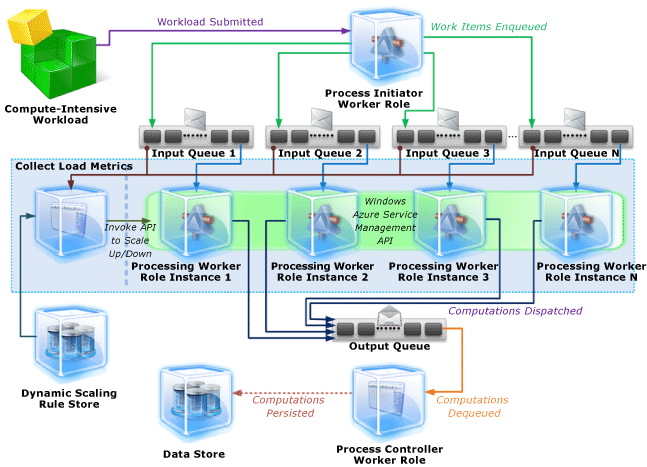 Workload Submitted
Work Items Enqueued
Compute-Intensive
Workload
Process Initiator
Worker Role
Input Queue 1
Input Queue 2
Input Queue 3
...
Input Queue N
Collect Load Metrics
Invoke API
to Scale
Up/Down
Windows
Azure Service
Management
API
Processing Worker
Role Instance 1
Processing Worker
Role Instance 2
Processing Worker
Role Instance 3
Processing Worker
Role Instance N
Computations Dispatched
Output Queue
Dynamic Scaling
Rule Store
Computations
Persisted
Computations
Dequeued
Data Store
Process Controller
Worker Role